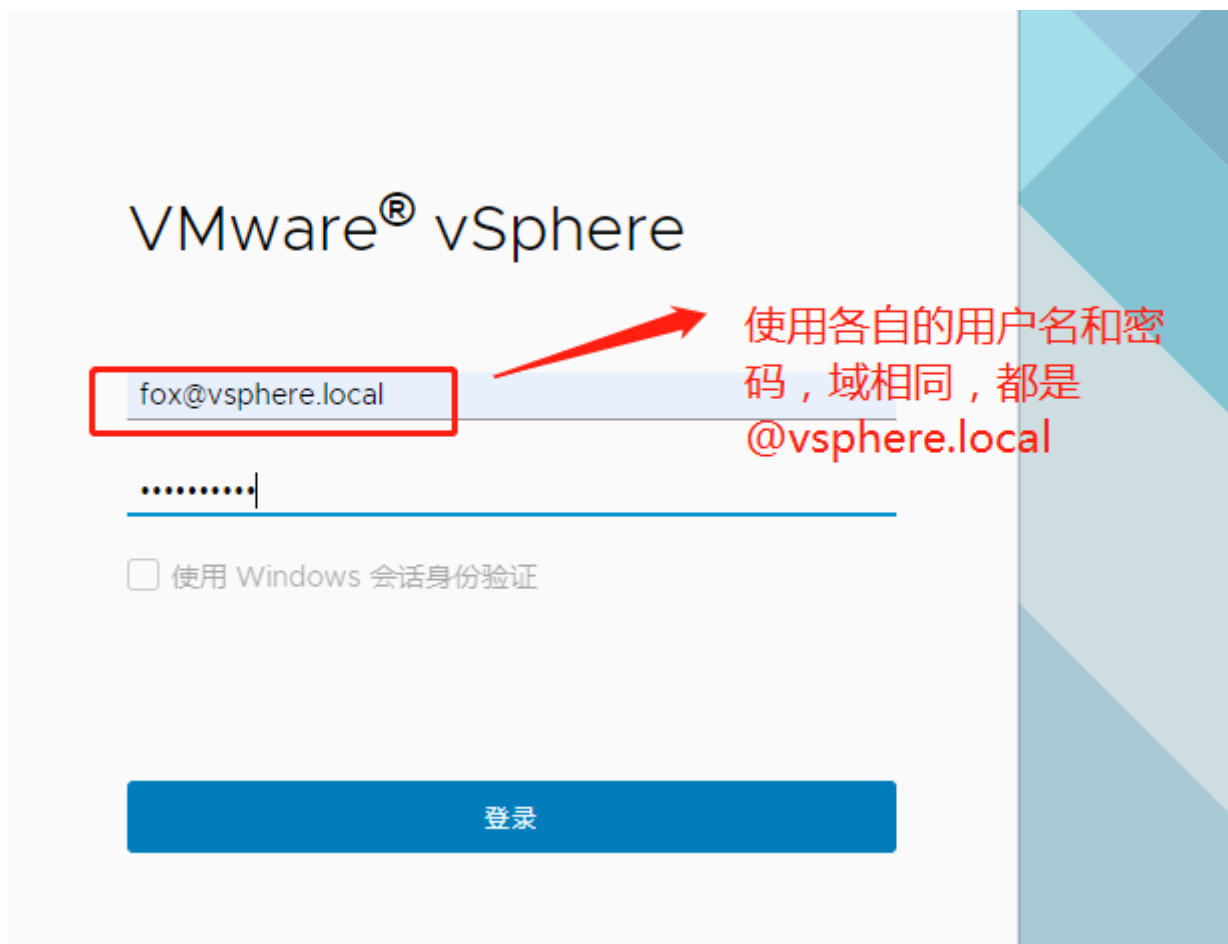 VMware® vSphere
使用各自的用户名和密
码，域相同，都是
@vsphere.local
fox@vsphere.local
••••••••••
使用 Windows 会话身份验证
登录